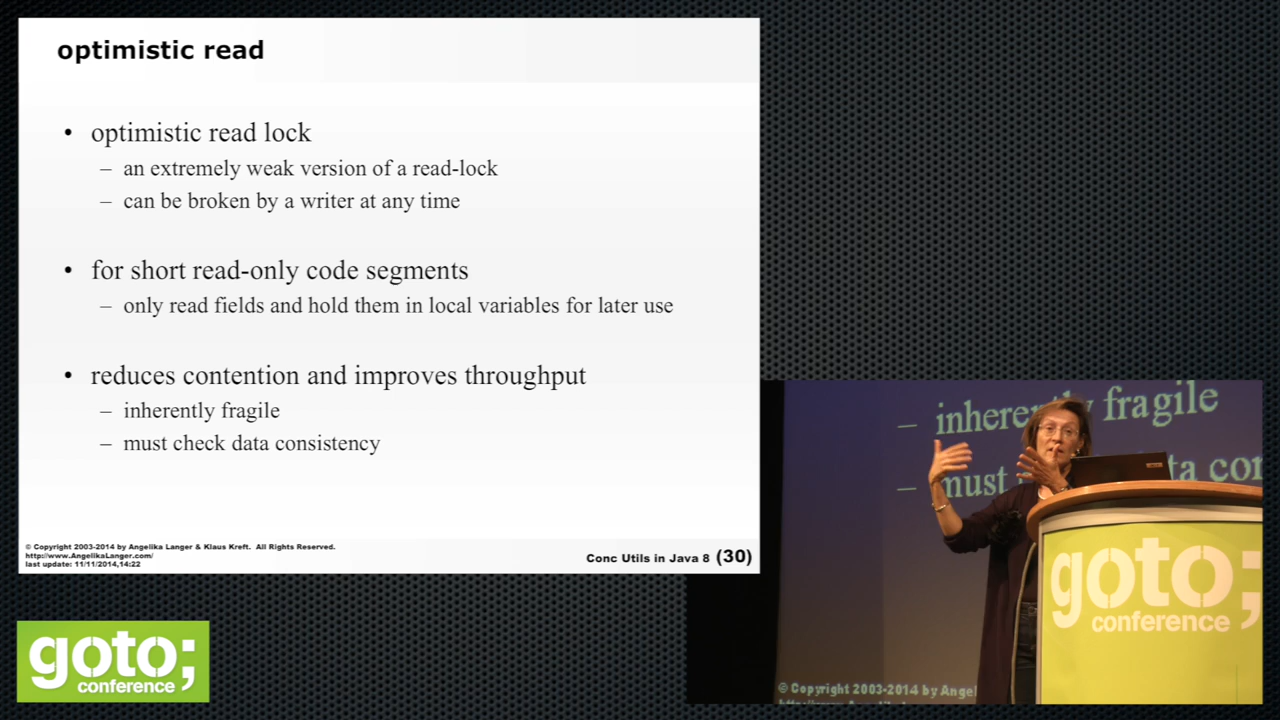 optimistic read
• optimistic read lock
– an extremely weak version of a read-lock
– can be broken by a writer at any time
• for short read-only code segments
– only read fields and hold them in local variables for later use
• reduces contention and improves throughput
– inherently fragile
– must check data consistency
© Copyright 2003-2014 by Angelika Langer & Klaus Kreft. All Rights Reserved.
http://www.AngelikaLanger.com/
last update: 11/11/2014,14:22
Conc Utils in Java 8 (30)
goto;
conference
– inherently fragile
– must ta con
goto;
conference
© Copyright 2003-2014 by Ange